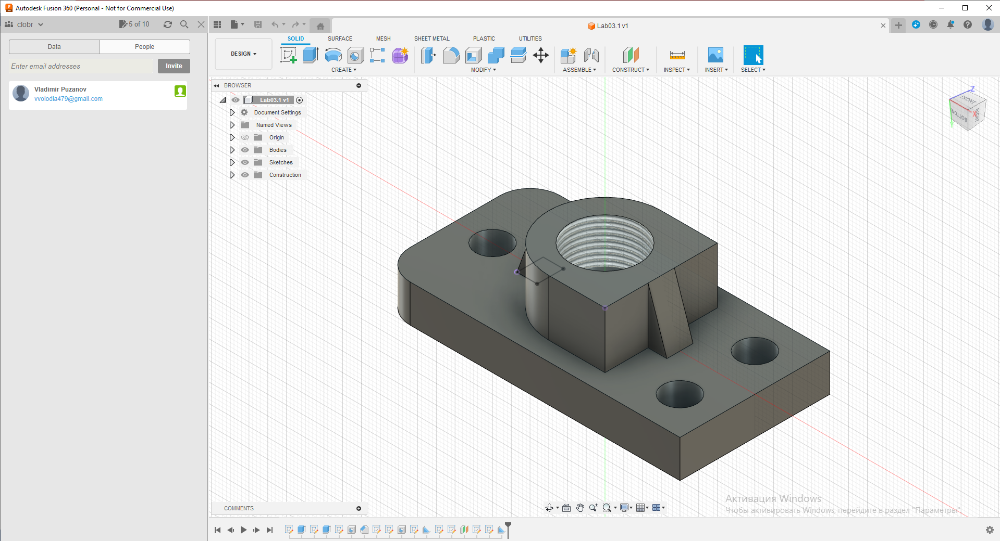 Autodesk Fusion 360 (Personal - Not for Commercial Use)
clobr
5 of 10
Lab03.1 v1
Data
People
Enter email addresses
Invite
Vladimir Puzanov
vvolodia479@gmail.com
DESIGN
SOLID
SURFACE
MESH
SHEET METAL
PLASTIC
UTILITIES
CREATE
MODIFY
ASSEMBLE
CONSTRUCT
INSPECT
INSERT
SELECT
BROWSER
Lab03.1 v1
Document Settings
Named Views
Origin
Bodies
Sketches
Construction
Z
FRONT
BOTTOM
RIGHT
X
Y
Активация Windows
Чтобы активировать Windows, перейдите в раздел "Параметры".
COMMENTS